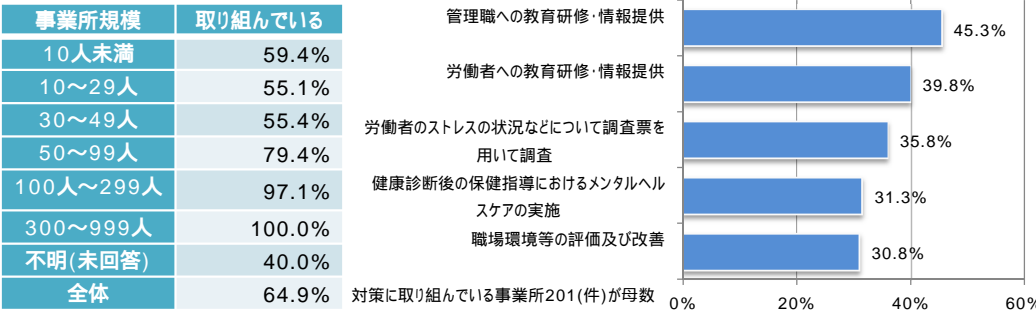 事業所規模 取り組んでいる
10人未満 59.4%
10～29人 55.1%
30～49人 55.4%
50～99人 79.4%
100人～299人 97.1%
300～999人 100.0%
不明(未回答) 40.0%
全体 64.9%
管理職への教育研修･情報提供 45.3%
労働者への教育研修･情報提供 39.8%
労働者のストレスの状況などについて調査票を
用いて調査 35.8%
健康診断後の保健指導におけるメンタルヘル
スケアの実施 31.3%
職場環境等の評価及び改善 30.8%
対策に取り組んでいる事業所201(件)が母数
0% 20% 40% 60%